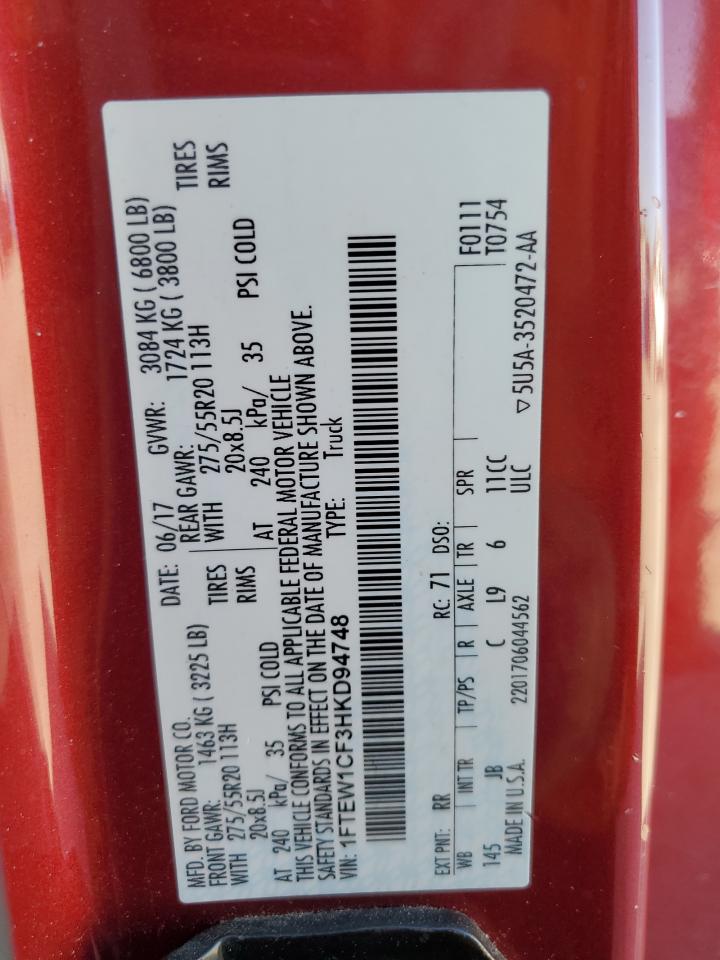 MFD. BY FORD MOTOR CO.
DATE: 06/17 GVWR: 3084 KG ( 6800 LB)
FRONT GAWR: 1463 KG ( 3225 LB) REAR GAWR: 1724 KG ( 3800 LB)
WITH 275/55R20 113H TIRES WITH 275/55R20 113H TIRES
20x8.5J RIMS 20x8.5J RIMS
AT 240 kPa/ 35 PSI COLD AT 240 kPa/ 35 PSI COLD
THIS VEHICLE CONFORMS TO ALL APPLICABLE FEDERAL MOTOR VEHICLE
SAFETY STANDARDS IN EFFECT ON THE DATE OF MANUFACTURE SHOWN ABOVE.
VIN: 1FTEW1CF3HKD94748 TYPE: Truck
EXT PNT: RR RC: 71 DSO: F0111
WB INT TR TP/PS R AXLE TR SPR T0754
145 JB C L9 6 11CC
ULC
MADE IN U.S.A. 2201706044562 ▽ 5U5A-3520472-AA